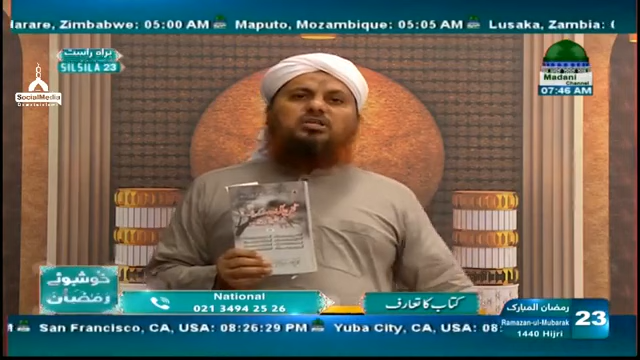 Harare, Zimbabwe: 05:00 AM Maputo, Mozambique: 05:05 AM Lusaka, Zambia:
براہ راست
SILSILA 23
SocialMedia
Dawateislami
Madani
Channel
07:46 AM
خوشبوئے
رمضان
National
021 3494 25 26
کتاب کا تعارف
رمضان المبارک
Ramazan-ul-Mubarak
23
1440 Hijri
M San Francisco, CA, USA: 08:26:29 PM Yuba City, CA, USA: 08: